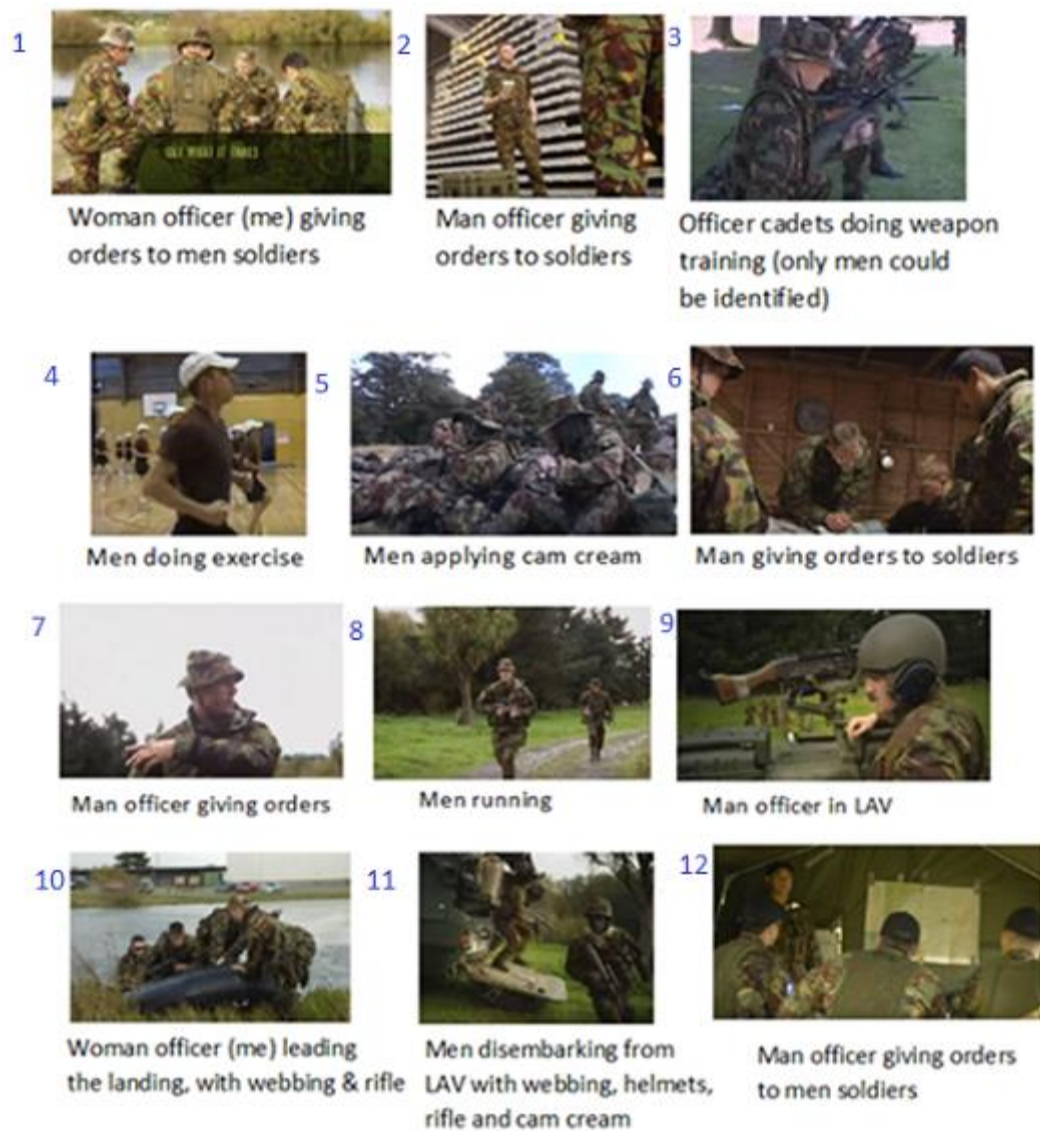 1
2
3
Woman officer (me) giving
orders to men soldiers
Man officer giving
orders to soldiers
Officer cadets doing weapon
training (only men could
be identified)
4
5
6
Men doing exercise
Men applying cam cream
Man giving orders to soldiers
7
8
9
Man officer giving orders
Men running
Man officer in LAV
10
11
12
Woman officer (me) leading
the landing, with webbing & rifle
Men disembarking from
LAV with webbing, helmets,
rifle and cam cream
Man officer giving orders
to men soldiers